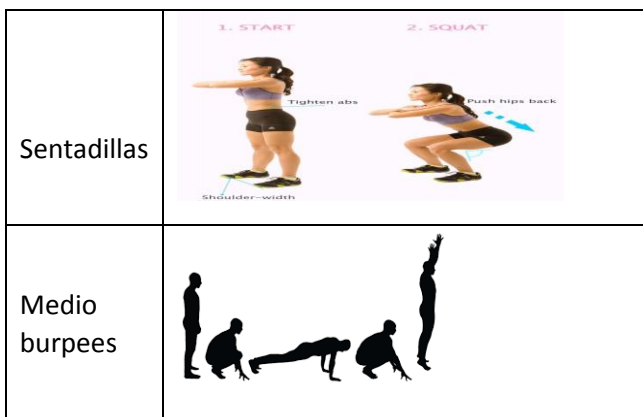 1. START
2. SQUAT
Tighten abs
Push hips back
Sentadillas
Shoulder-width
Medio
burpees